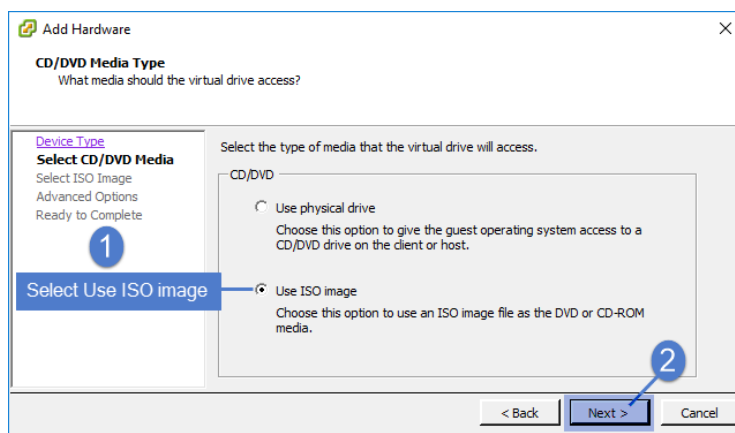 Add Hardware
CD/DVD Media Type
What media should the virtual drive access?
Device Type
Select CD/DVD Media
Select ISO Image
Advanced Options
Ready to Complete
1
Select Use ISO image
Select the type of media that the virtual drive will access.
CD/DVD
Use physical drive
Choose this option to give the guest operating system access to a
CD/DVD drive on the client or host.
Use ISO image
Choose this option to use an ISO image file as the DVD or CD-ROM
media.
2
< Back
Next >
Cancel